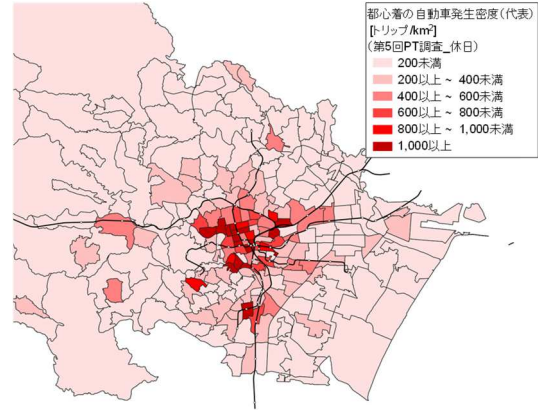 都心着の自動車発生密度(代表)
[トリップ/km²]
(第5回PT調査_休日)
200未満
200以上 ~ 400未満
400以上 ~ 600未満
600以上 ~ 800未満
800以上 ~ 1,000未満
1,000以上